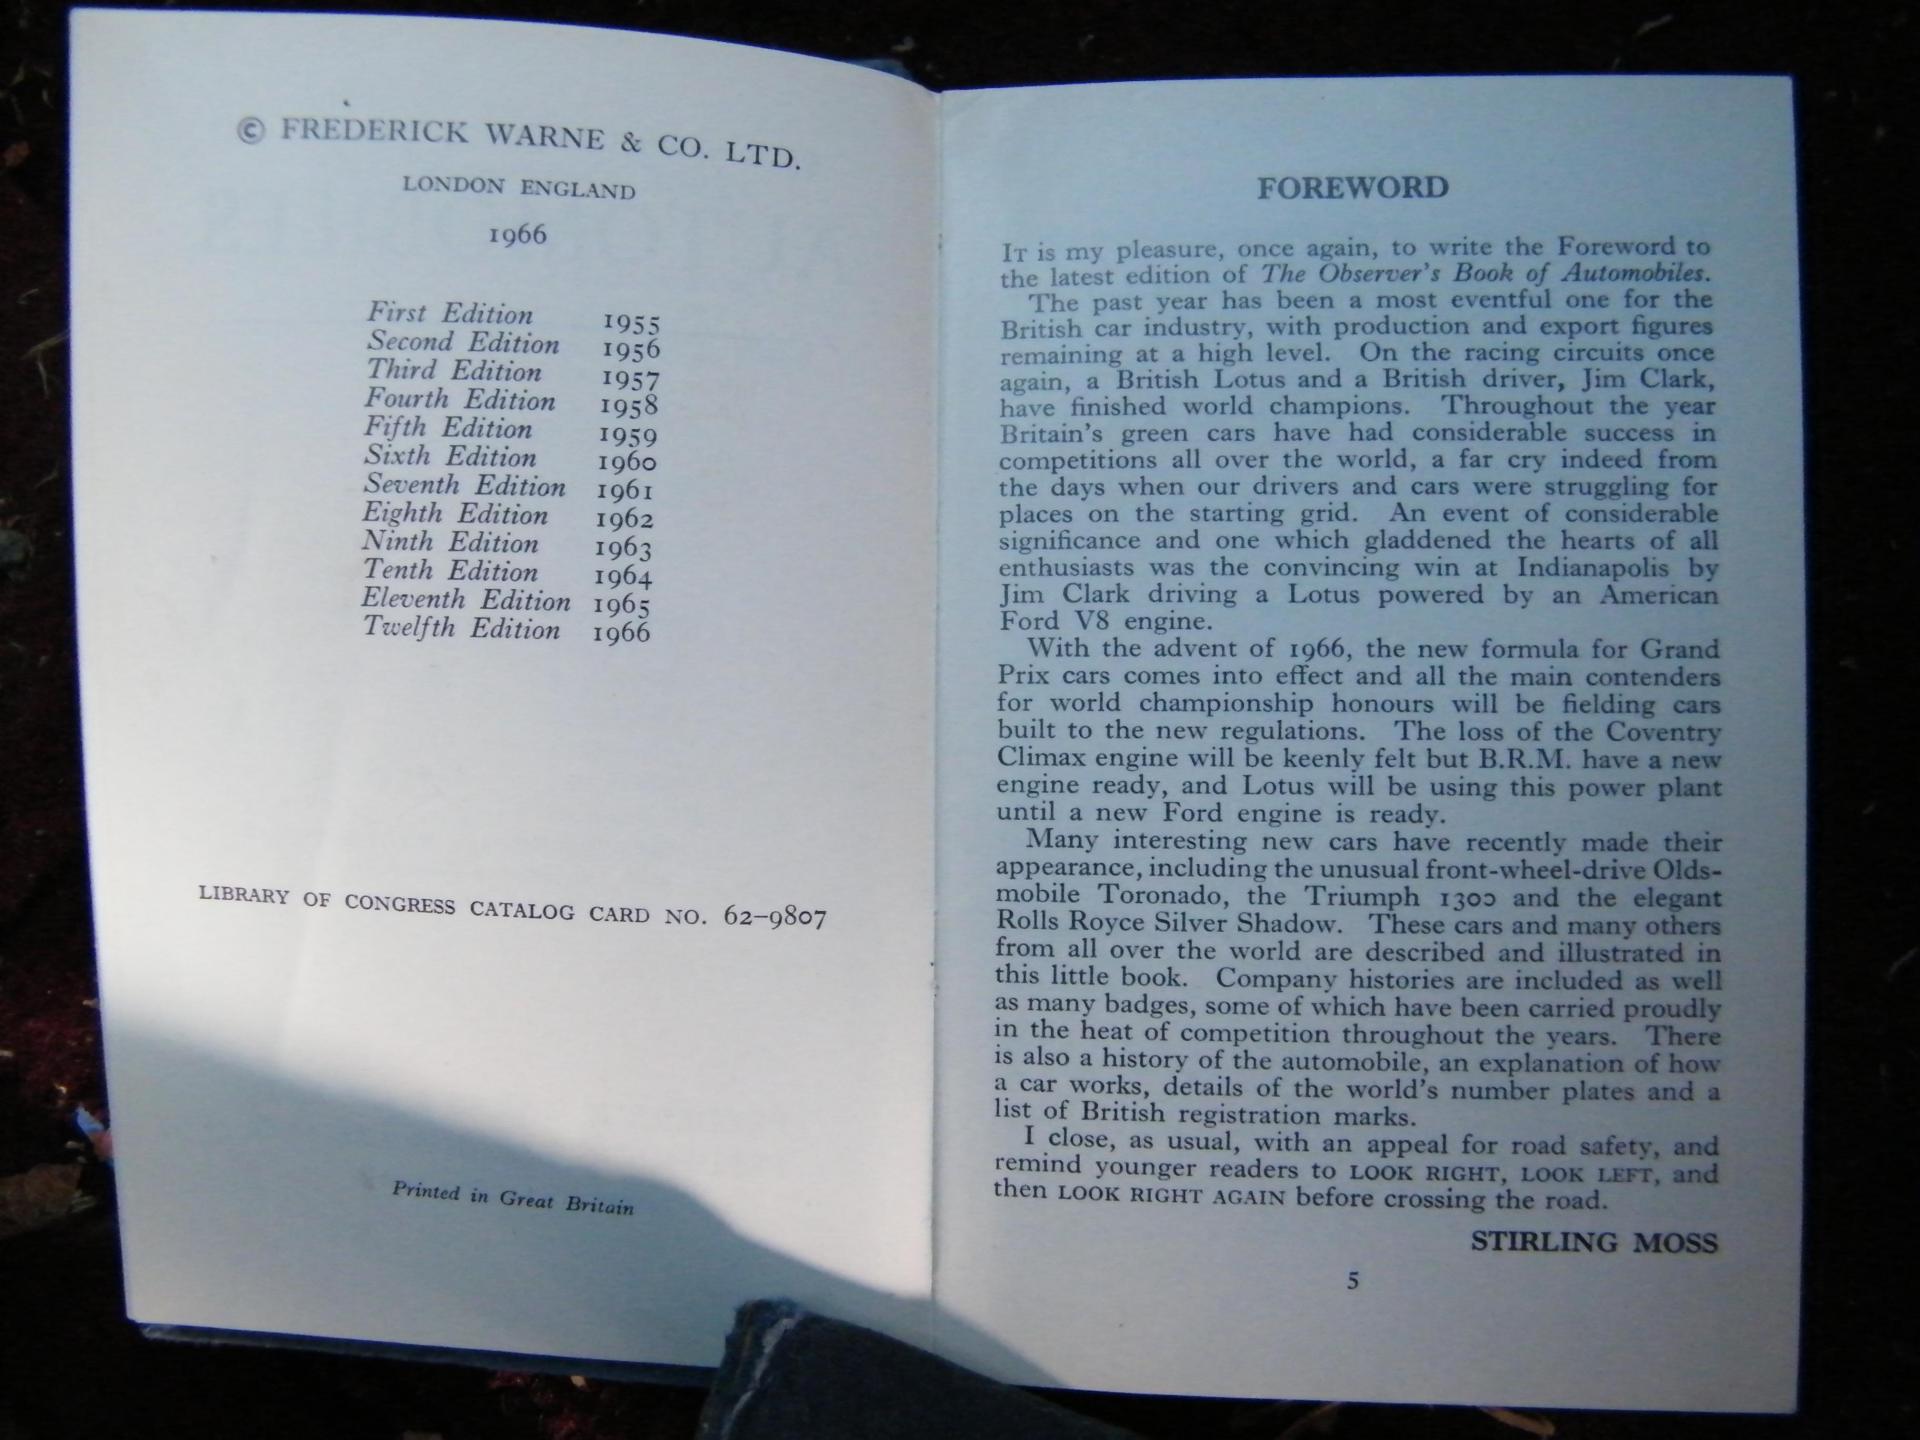 © FREDERICK WARNE & CO. LTD.
LONDON ENGLAND
1966
First Edition 1955
Second Edition 1956
Third Edition 1957
Fourth Edition 1958
Fifth Edition 1959
Sixth Edition 1960
Seventh Edition 1961
Eighth Edition 1962
Ninth Edition 1963
Tenth Edition 1964
Eleventh Edition 1965
Twelfth Edition 1966
LIBRARY OF CONGRESS CATALOG CARD NO. 62–9807
Printed in Great Britain
FOREWORD
IT is my pleasure, once again, to write the Foreword to
the latest edition of The Observer's Book of Automobiles.
The past year has been a most eventful one for the
British car industry, with production and export figures
remaining at a high level. On the racing circuits once
again, a British Lotus and a British driver, Jim Clark,
have finished world champions. Throughout the year
Britain's green cars have had considerable success in
competitions all over the world, a far cry indeed from
the days when our drivers and cars were struggling for
places on the starting grid. An event of considerable
significance and one which gladdened the hearts of all
enthusiasts was the convincing win at Indianapolis by
Jim Clark driving a Lotus powered by an American
Ford V8 engine.
With the advent of 1966, the new formula for Grand
Prix cars comes into effect and all the main contenders
for world championship honours will be fielding cars
built to the new regulations. The loss of the Coventry
Climax engine will be keenly felt but B.R.M. have a new
engine ready, and Lotus will be using this power plant
until a new Ford engine is ready.
Many interesting new cars have recently made their
appearance, including the unusual front-wheel-drive Olds-
mobile Toronado, the Triumph 1300 and the elegant
Rolls Royce Silver Shadow. These cars and many others
from all over the world are described and illustrated in
this little book. Company histories are included as well
as many badges, some of which have been carried proudly
in the heat of competition throughout the years. There
is also a history of the automobile, an explanation of how
a car works, details of the world's number plates and a
list of British registration marks.
I close, as usual, with an appeal for road safety, and
remind younger readers to LOOK RIGHT, LOOK LEFT, and
then LOOK RIGHT AGAIN before crossing the road.
STIRLING MOSS
5